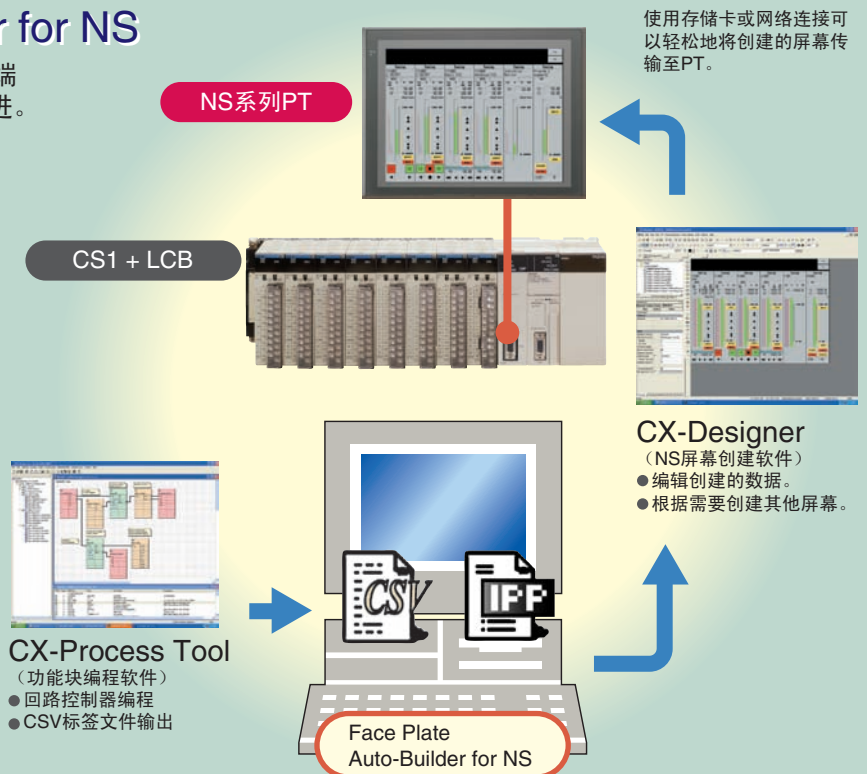 r for NS
端
进。
使用存储卡或网络连接可
以轻松地将创建的屏幕传
输至PT。
NS系列PT
CS1 + LCB
CX-Designer
（NS屏幕创建软件）
●编辑创建的数据。
●根据需要创建其他屏幕。
CSV
IPP
CX-Process Tool
（功能块编程软件）
●回路控制器编程
●CSV标签文件输出
Face Plate
Auto-Builder for NS